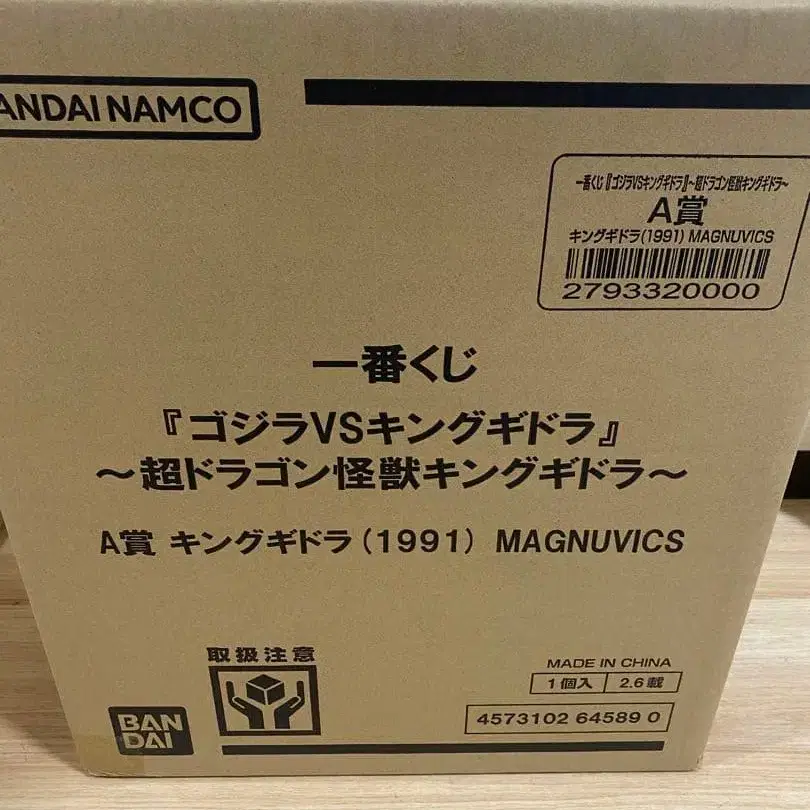 ANDAI NAMCO
一番くじ『ゴジラVSキングギドラ』~超ドラゴン怪獣キングギドラ~
A賞
キングギドラ(1991) MAGNUVICS
2793320000
一番くじ
『ゴジラVSキングギドラ』
~超ドラゴン怪獣キングギドラ~
A賞 キングギドラ(1991) MAGNUVICS
取扱注意
MADE IN CHINA
1個入 2.6載
BAN
DAI
4573102 64589 0